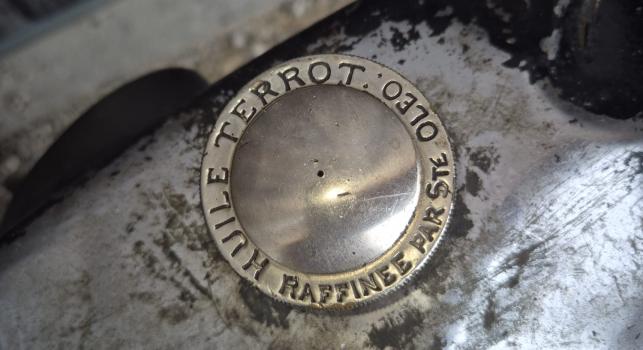 HUILE TERROT.
RAFFINEE PAR STE OLEO.